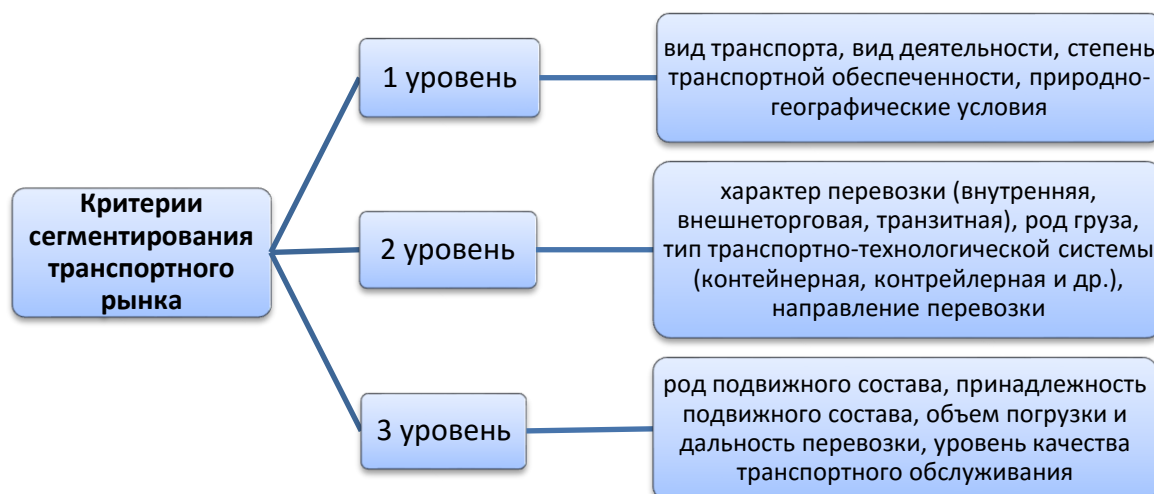 Критерии
сегментирования
транспортного
рынка
1 уровень
вид транспорта, вид деятельности, степень
транспортной обеспеченности, природно-
географические условия
2 уровень
характер перевозки (внутренняя,
внешнеторговая, транзитная), род груза,
тип транспортно-технологической системы
(контейнерная, контрейлерная и др.),
направление перевозки
3 уровень
род подвижного состава, принадлежность
подвижного состава, объем погрузки и
дальность перевозки, уровень качества
транспортного обслуживания